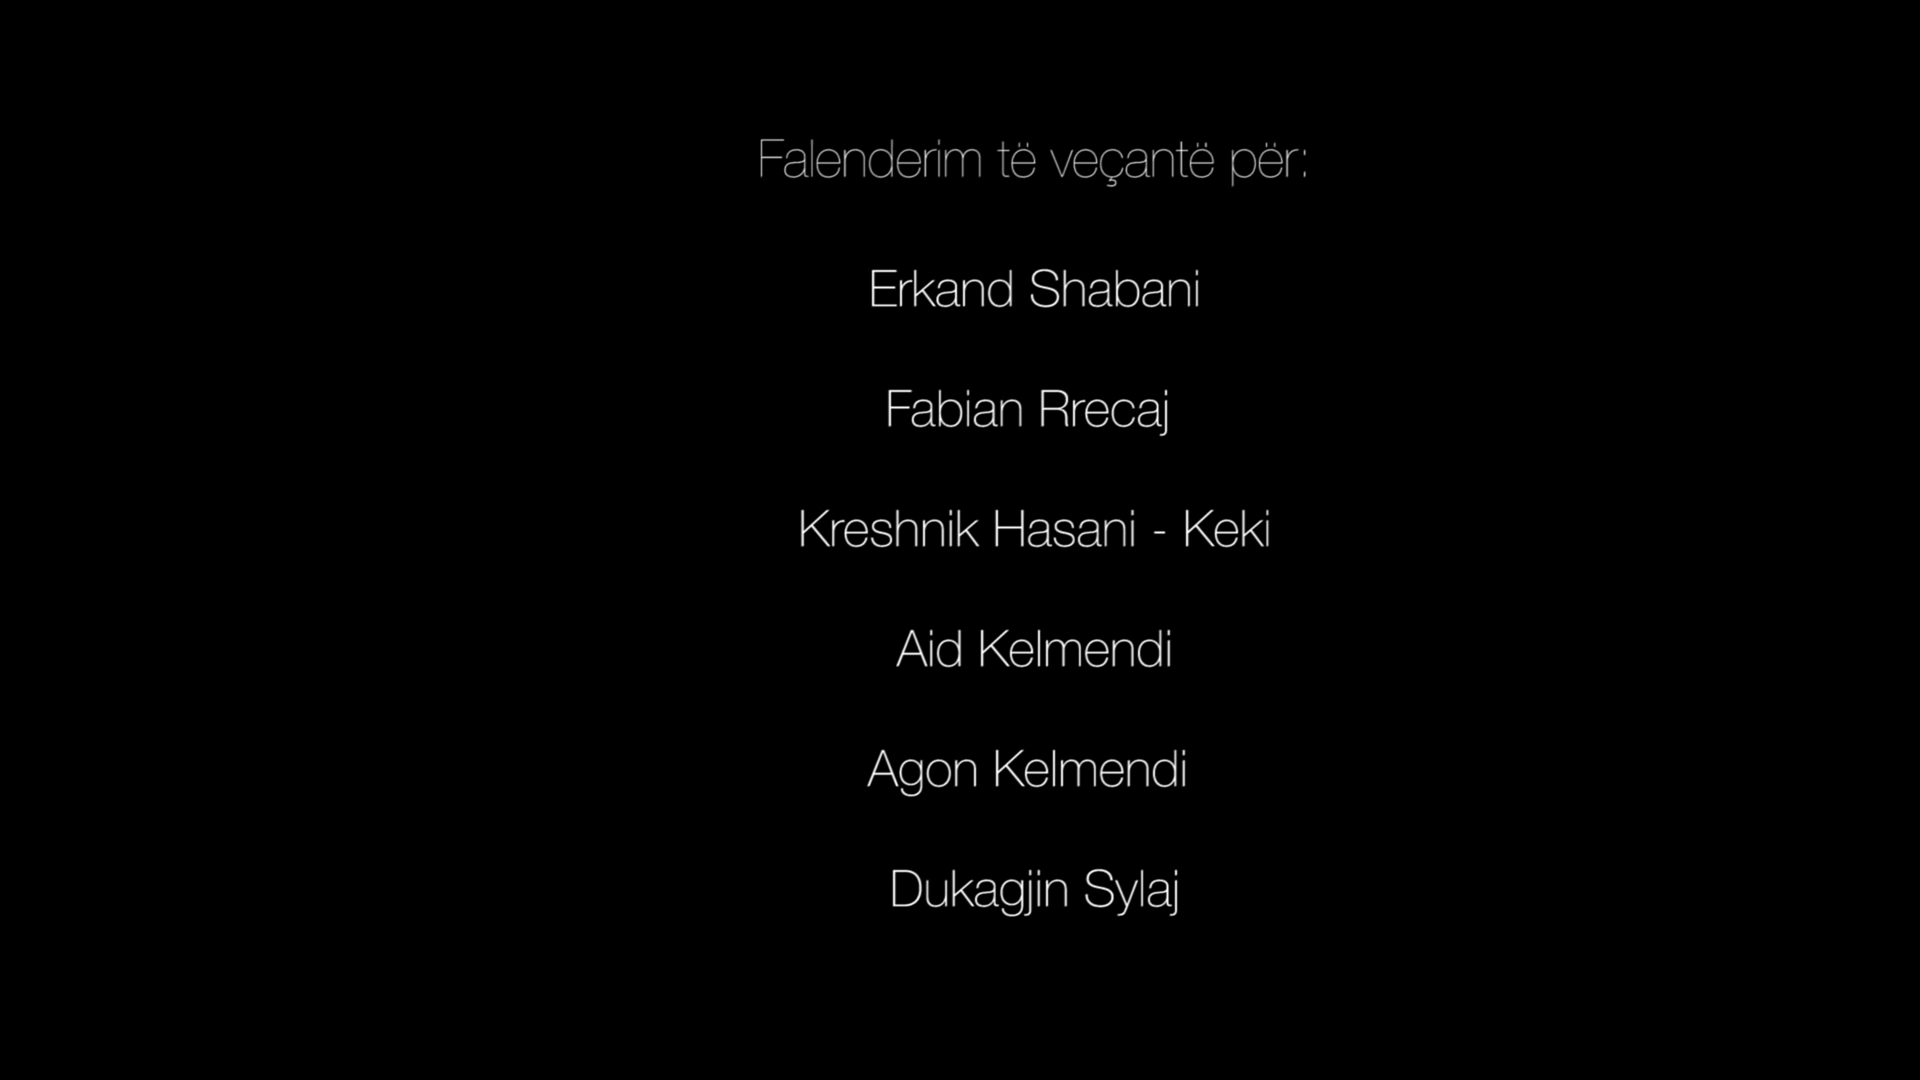 Falenderim të veçantë për:
Erkand Shabani
Fabian Rrecaj
Kreshnik Hasani - Keki
Aid Kelmendi
Agon Kelmendi
Dukagjin Sylaj